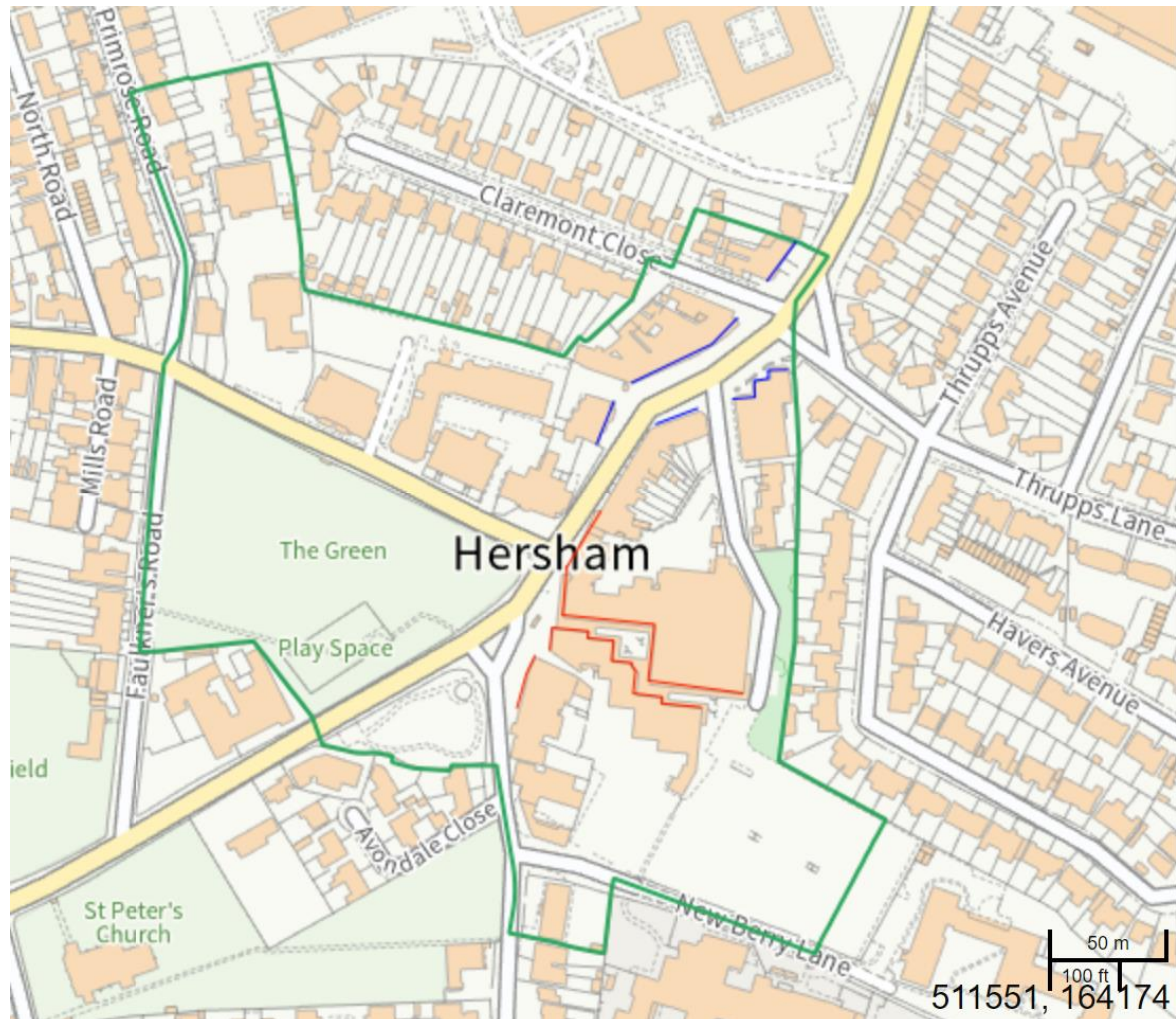 Primrose Road
North Road
Claremont Close
Thrupps Avenue
Mills Road
Thrupps Lane
The Green
Hersham
Havers Avenue
Play Space
Faulkner's Road
ield
Avondale Close
St Peter's
Church
New Berry Lane
50 m
100 ft
511551, 164174